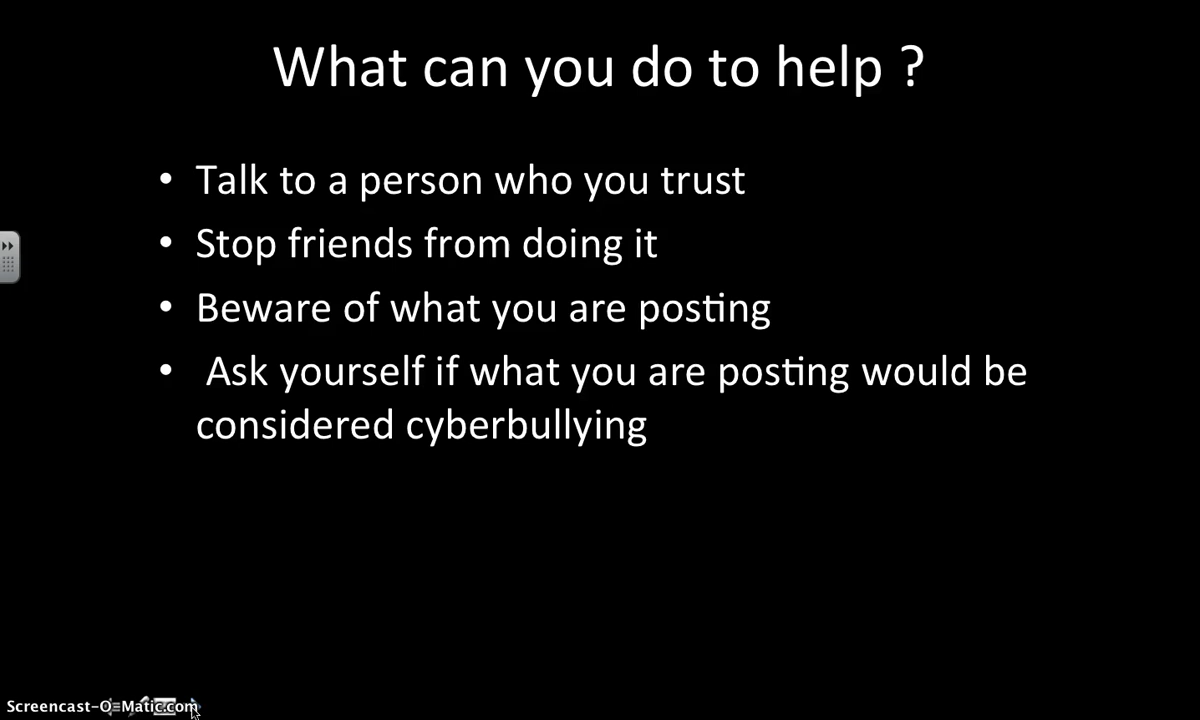 What can you do to help ?
• Talk to a person who you trust
• Stop friends from doing it
• Beware of what you are posting
• Ask yourself if what you are posting would be
considered cyberbullying
Screencast-O-Matic.com